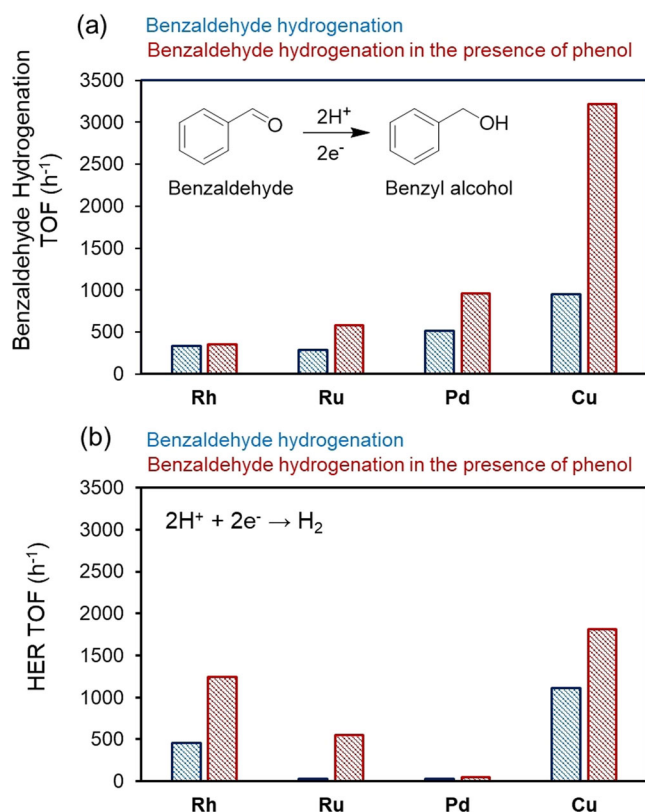 (a)
Benzaldehyde hydrogenation
Benzaldehyde hydrogenation in the presence of phenol
Benzaldehyde Hydrogenation
TOF (h⁻¹)
3500
3000
2500
2000
1500
1000
500
0
O
2H⁺
2e⁻
OH
Benzaldehyde
Benzyl alcohol
Rh Ru Pd Cu
(b)
Benzaldehyde hydrogenation
Benzaldehyde hydrogenation in the presence of phenol
HER TOF (h⁻¹)
3500
3000
2500
2000
1500
1000
500
0
2H⁺ + 2e⁻ → H₂
Rh Ru Pd Cu